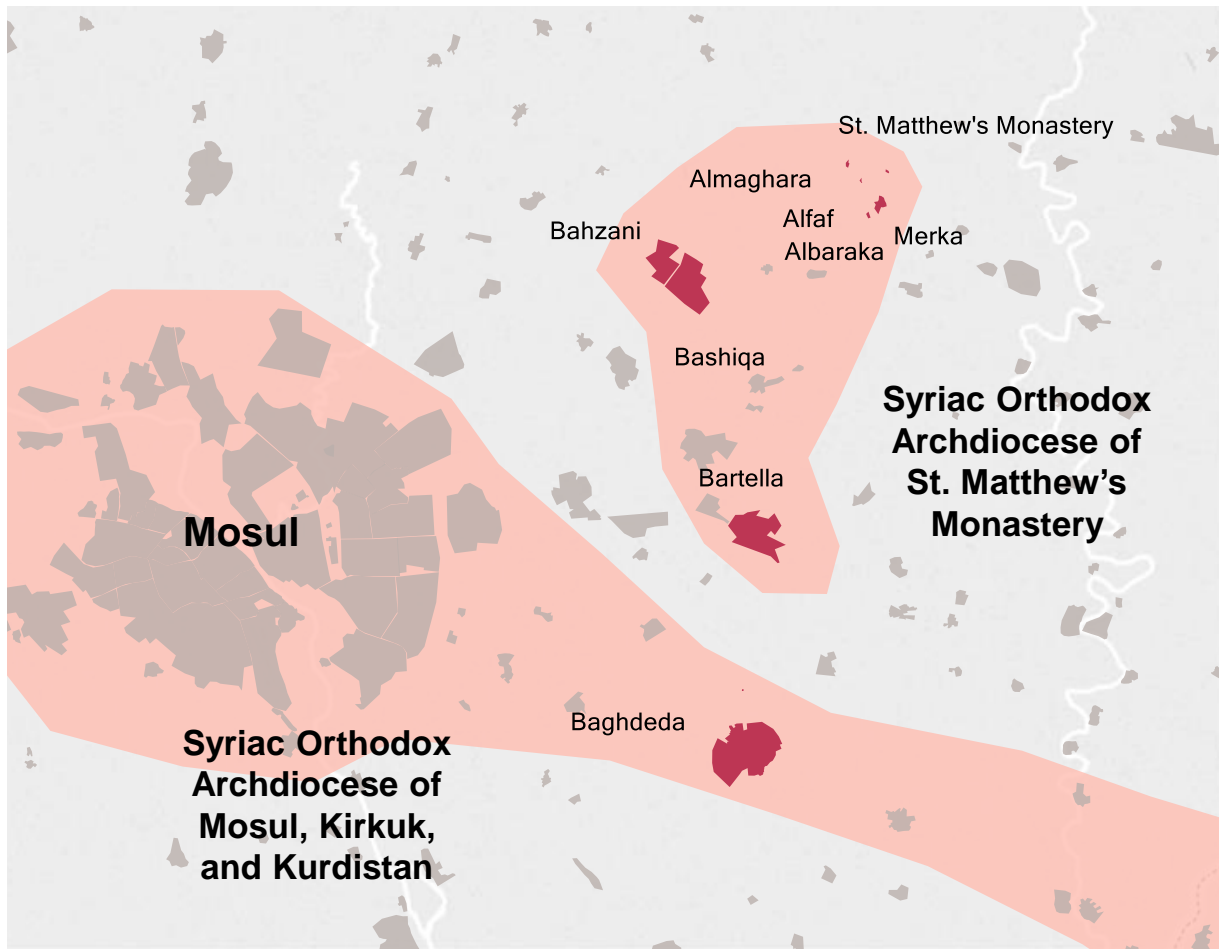 St. Matthew's Monastery
Almaghara
Alfaf
Bahzani
Merka
Albaraka
Bashiqa
Syriac Orthodox
Archdiocese of
St. Matthew’s
Monastery
Bartella
Mosul
Baghdeda
Syriac Orthodox
Archdiocese of
Mosul, Kirkuk,
and Kurdistan